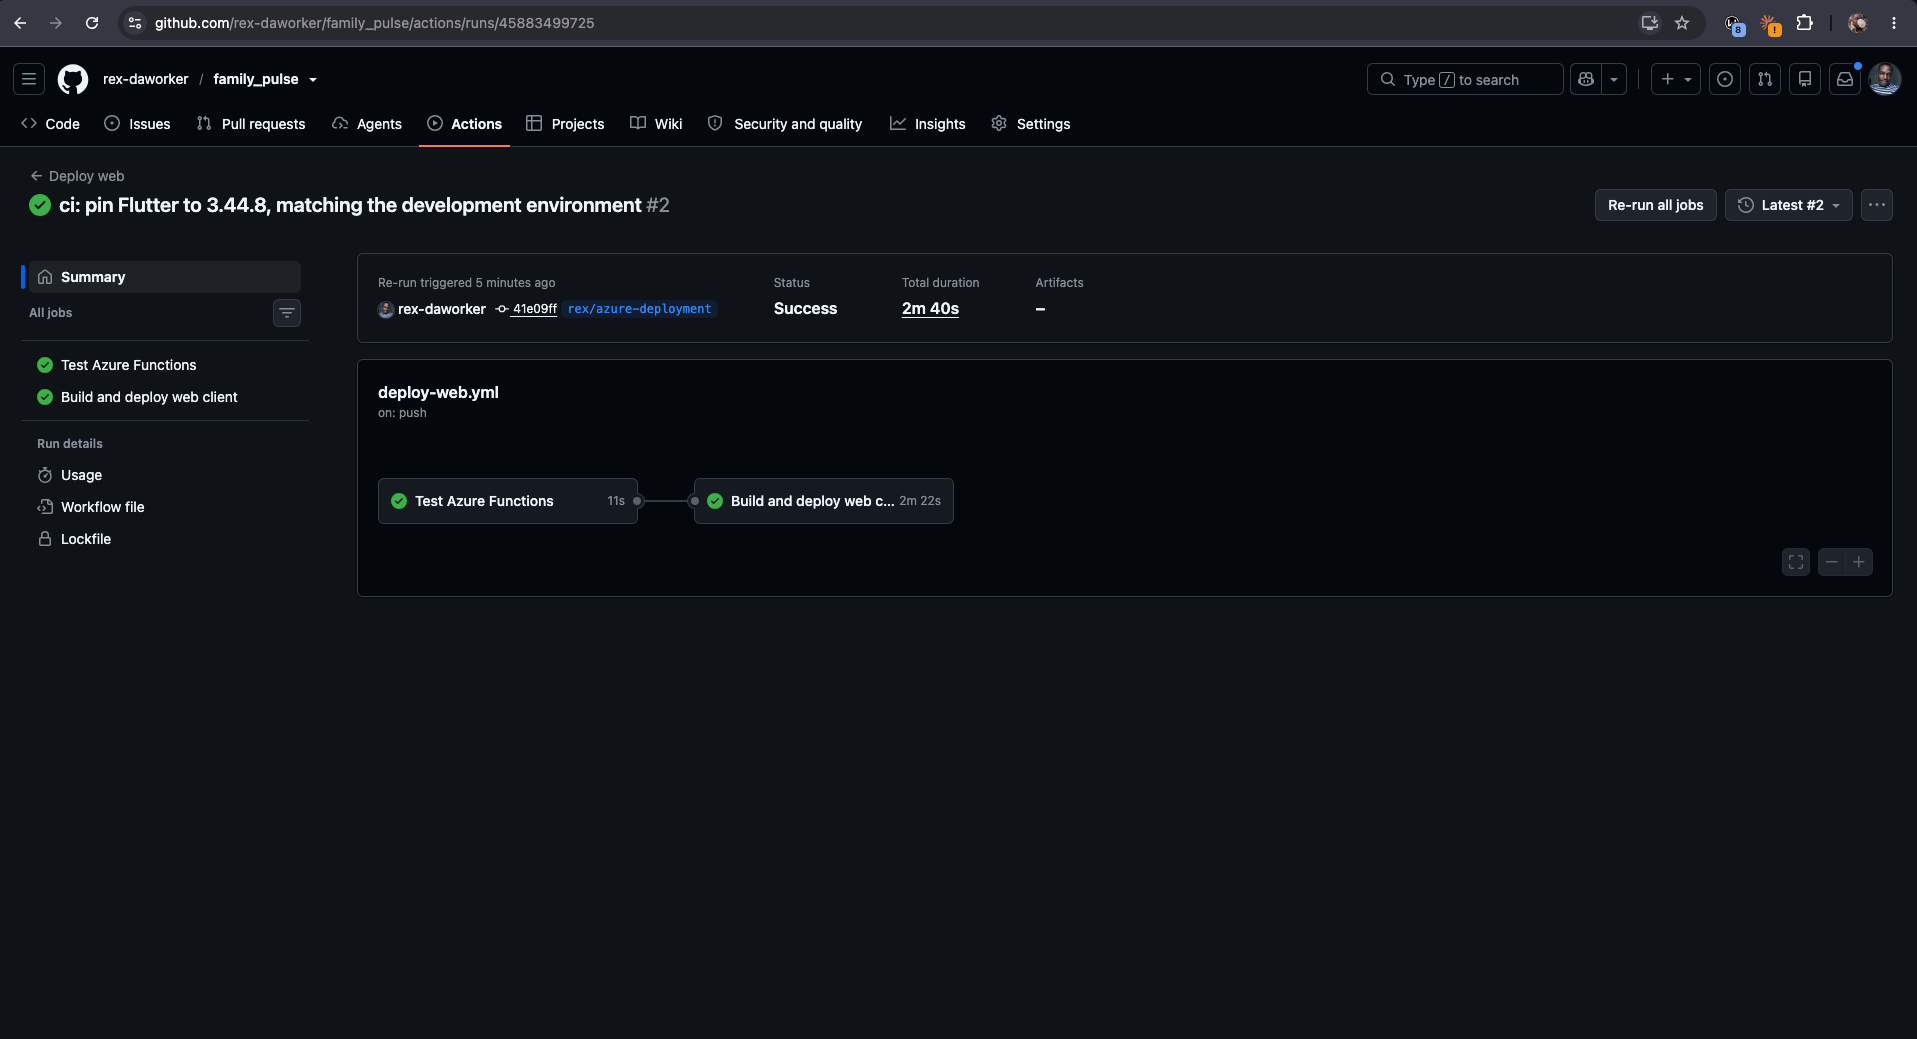 github.com/rex-daworker/family_pulse/actions/runs/45883499725
8
!
rex-daworker / family_pulse
Type / to search
Code
Issues
Pull requests
Agents
Actions
Projects
Wiki
Security and quality
Insights
Settings
Deploy web
ci: pin Flutter to 3.44.8, matching the development environment #2
Re-run all jobs
Latest #2
Summary
All jobs
Test Azure Functions
Build and deploy web client
Run details
Usage
Workflow file
Lockfile
Re-run triggered 5 minutes ago
rex-daworker 41e09ff rex/azure-deployment
Status
Success
Total duration
2m 40s
Artifacts
–
deploy-web.yml
on: push
Test Azure Functions 11s
Build and deploy web c... 2m 22s